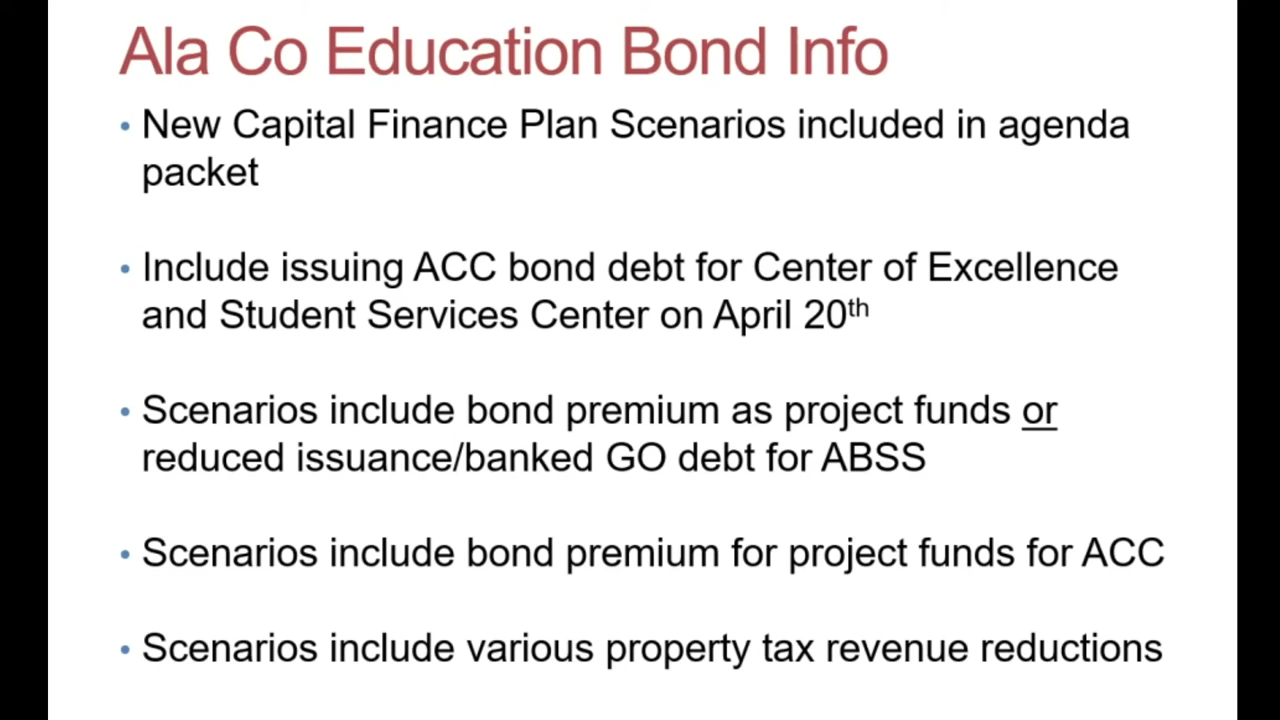 Ala Co Education Bond Info
• New Capital Finance Plan Scenarios included in agenda
packet
• Include issuing ACC bond debt for Center of Excellence
and Student Services Center on April 20th
• Scenarios include bond premium as project funds or
reduced issuance/banked GO debt for ABSS
• Scenarios include bond premium for project funds for ACC
• Scenarios include various property tax revenue reductions